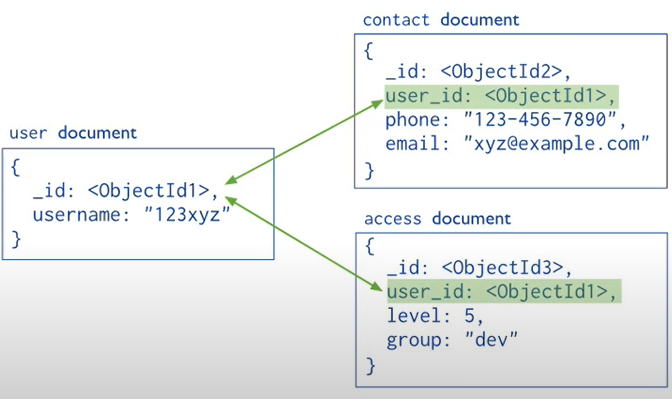 user document
{
_id: <ObjectId1>,
username: "123xyz"
}
contact document
{
_id: <ObjectId2>,
user_id: <ObjectId1>,
phone: "123-456-7890",
email: "xyz@example.com"
}
access document
{
_id: <ObjectId3>,
user_id: <ObjectId1>,
level: 5,
group: "dev"
}